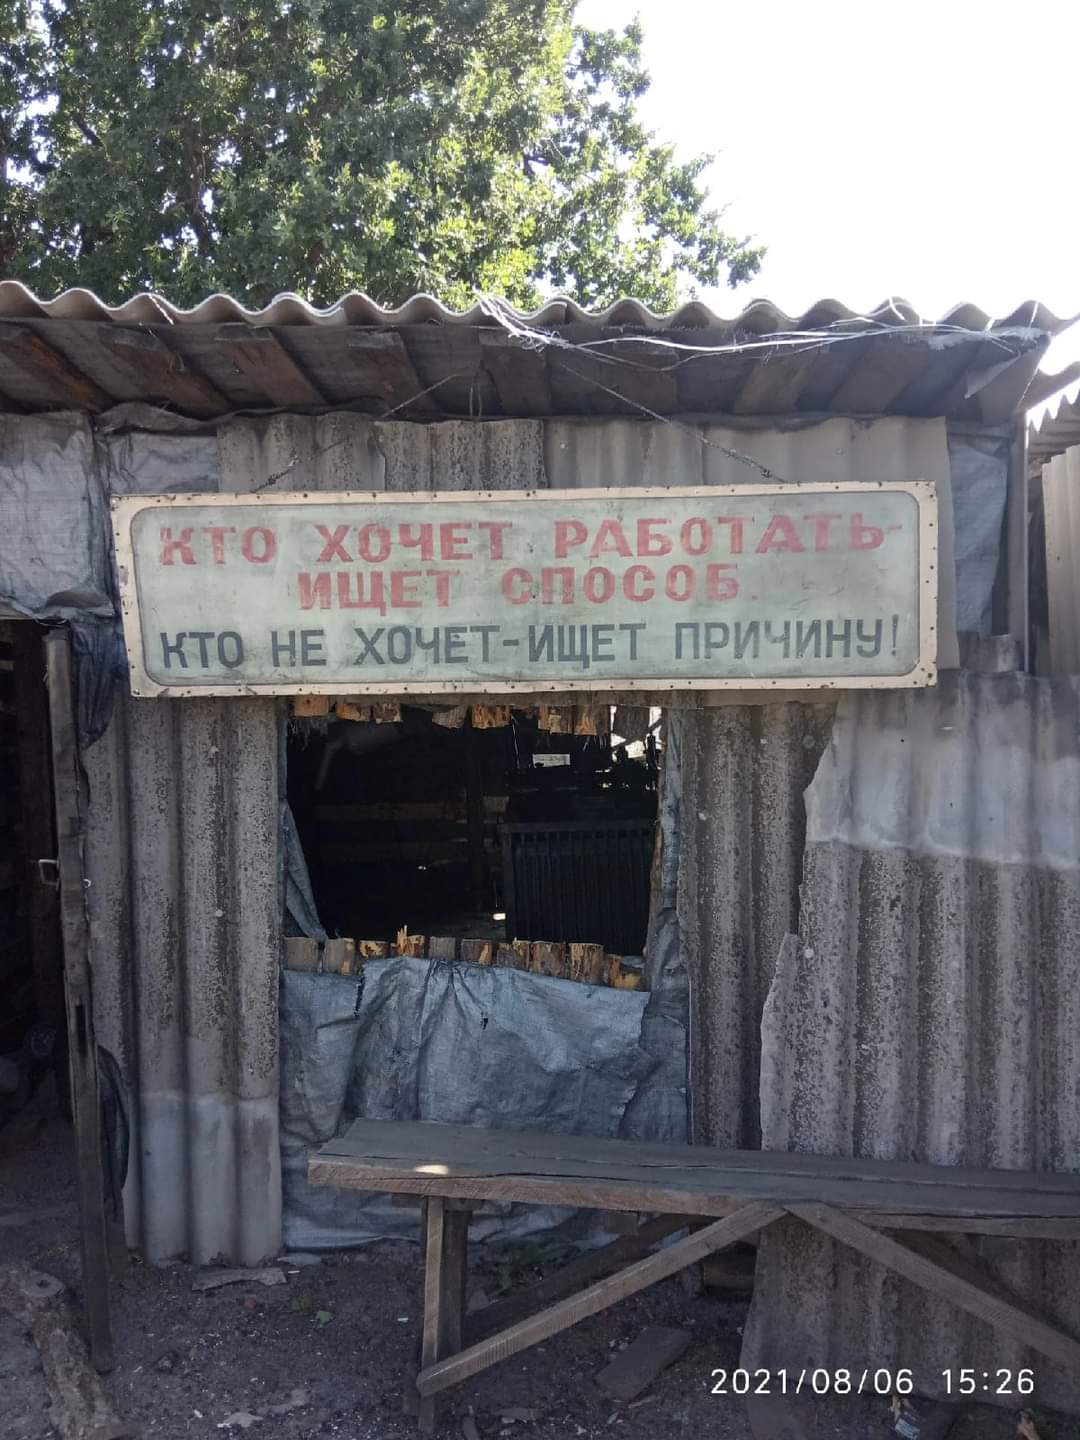 КТО ХОЧЕТ РАБОТАТЬ-
ИЩЕТ СПОСОБ.
КТО НЕ ХОЧЕТ-ИЩЕТ ПРИЧИНУ!
2021/08/06 15:26